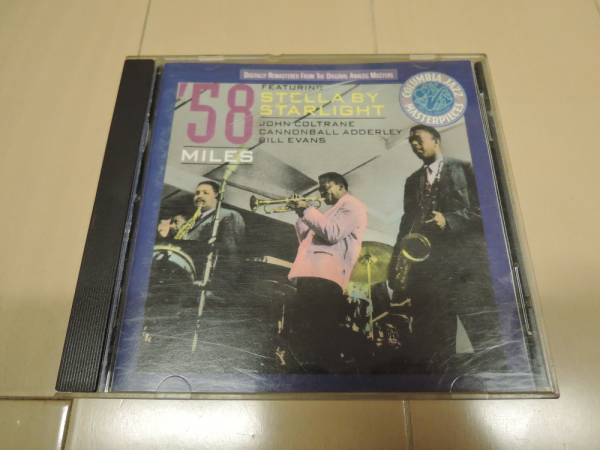 DIGITALLY REMASTERED FROM THE ORIGINAL ANALOG MASTERS
'58
MILES
FEATURING
STELLA BY
STARLIGHT
JOHN COLTRANE
CANNONBALL ADDERLEY
BILL EVANS
COLUMBIA JAZZ
MASTERPIECES